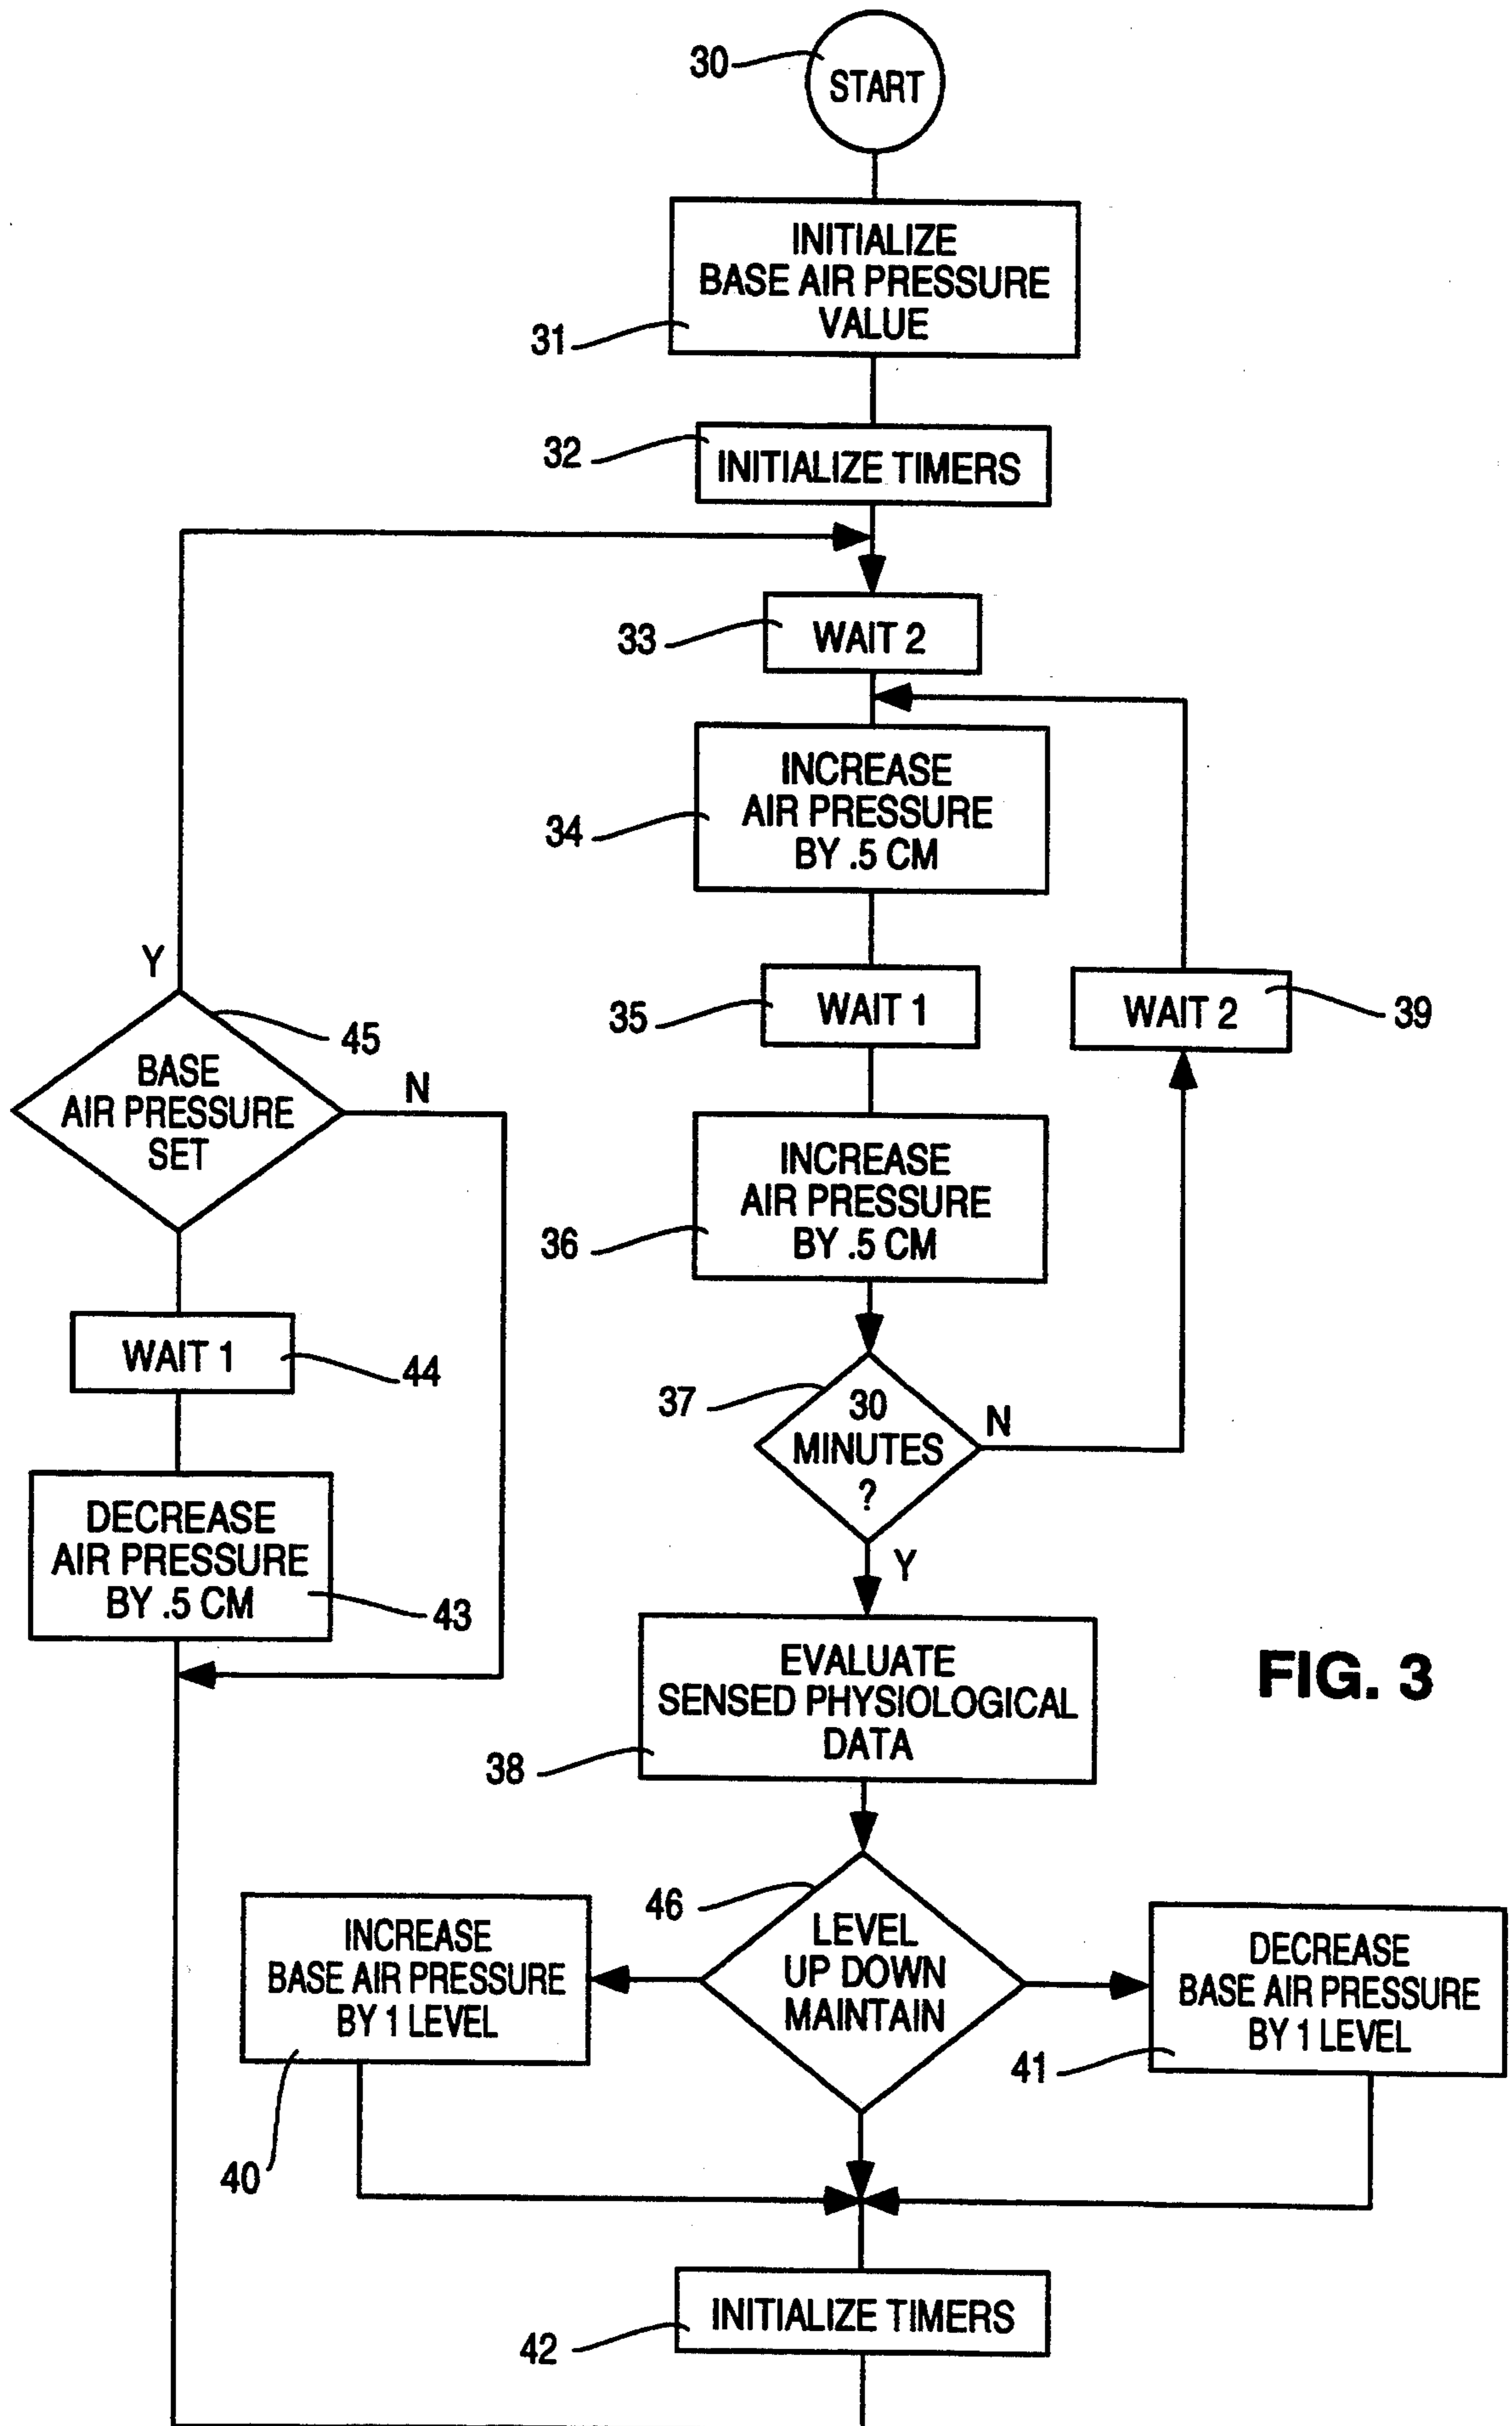 30
START
INITIALIZE
BASE AIR PRESSURE
VALUE
31
32
INITIALIZE TIMERS
33
WAIT 2
INCREASE
AIR PRESSURE
BY .5 CM
34
35
WAIT 1
WAIT 2
39
Y
45
BASE
AIR PRESSURE
SET
N
INCREASE
AIR PRESSURE
BY .5 CM
36
WAIT 1
44
37
30
MINUTES
?
N
Y
DECREASE
AIR PRESSURE
BY .5 CM
43
EVALUATE
SENSED PHYSIOLOGICAL
DATA
38
FIG. 3
46
LEVEL
UP DOWN
MAINTAIN
INCREASE
BASE AIR PRESSURE
BY 1 LEVEL
40
DECREASE
BASE AIR PRESSURE
BY 1 LEVEL
41
INITIALIZE TIMERS
42